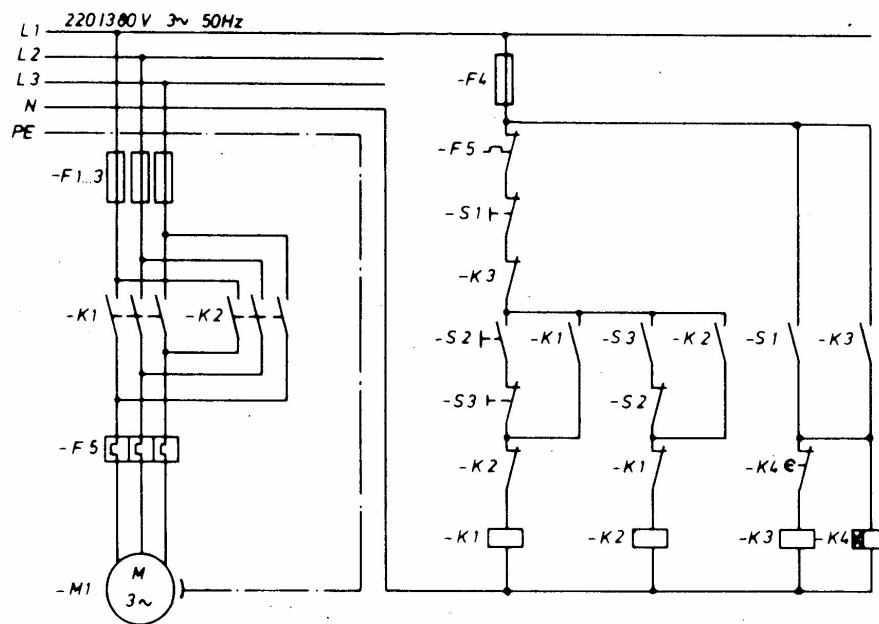 220/380V 3~ 50Hz
L1
L2
L3
N
PE
-F1...3
-K1
-K2
-F5
-M1
M
3~
-F4
-F5
-S1
-K3
-S2
-K1
-S3
-K2
-S1
-K3
-S3
-S2
-K2
-K1
-K4
-K1
-K2
-K3
-K4